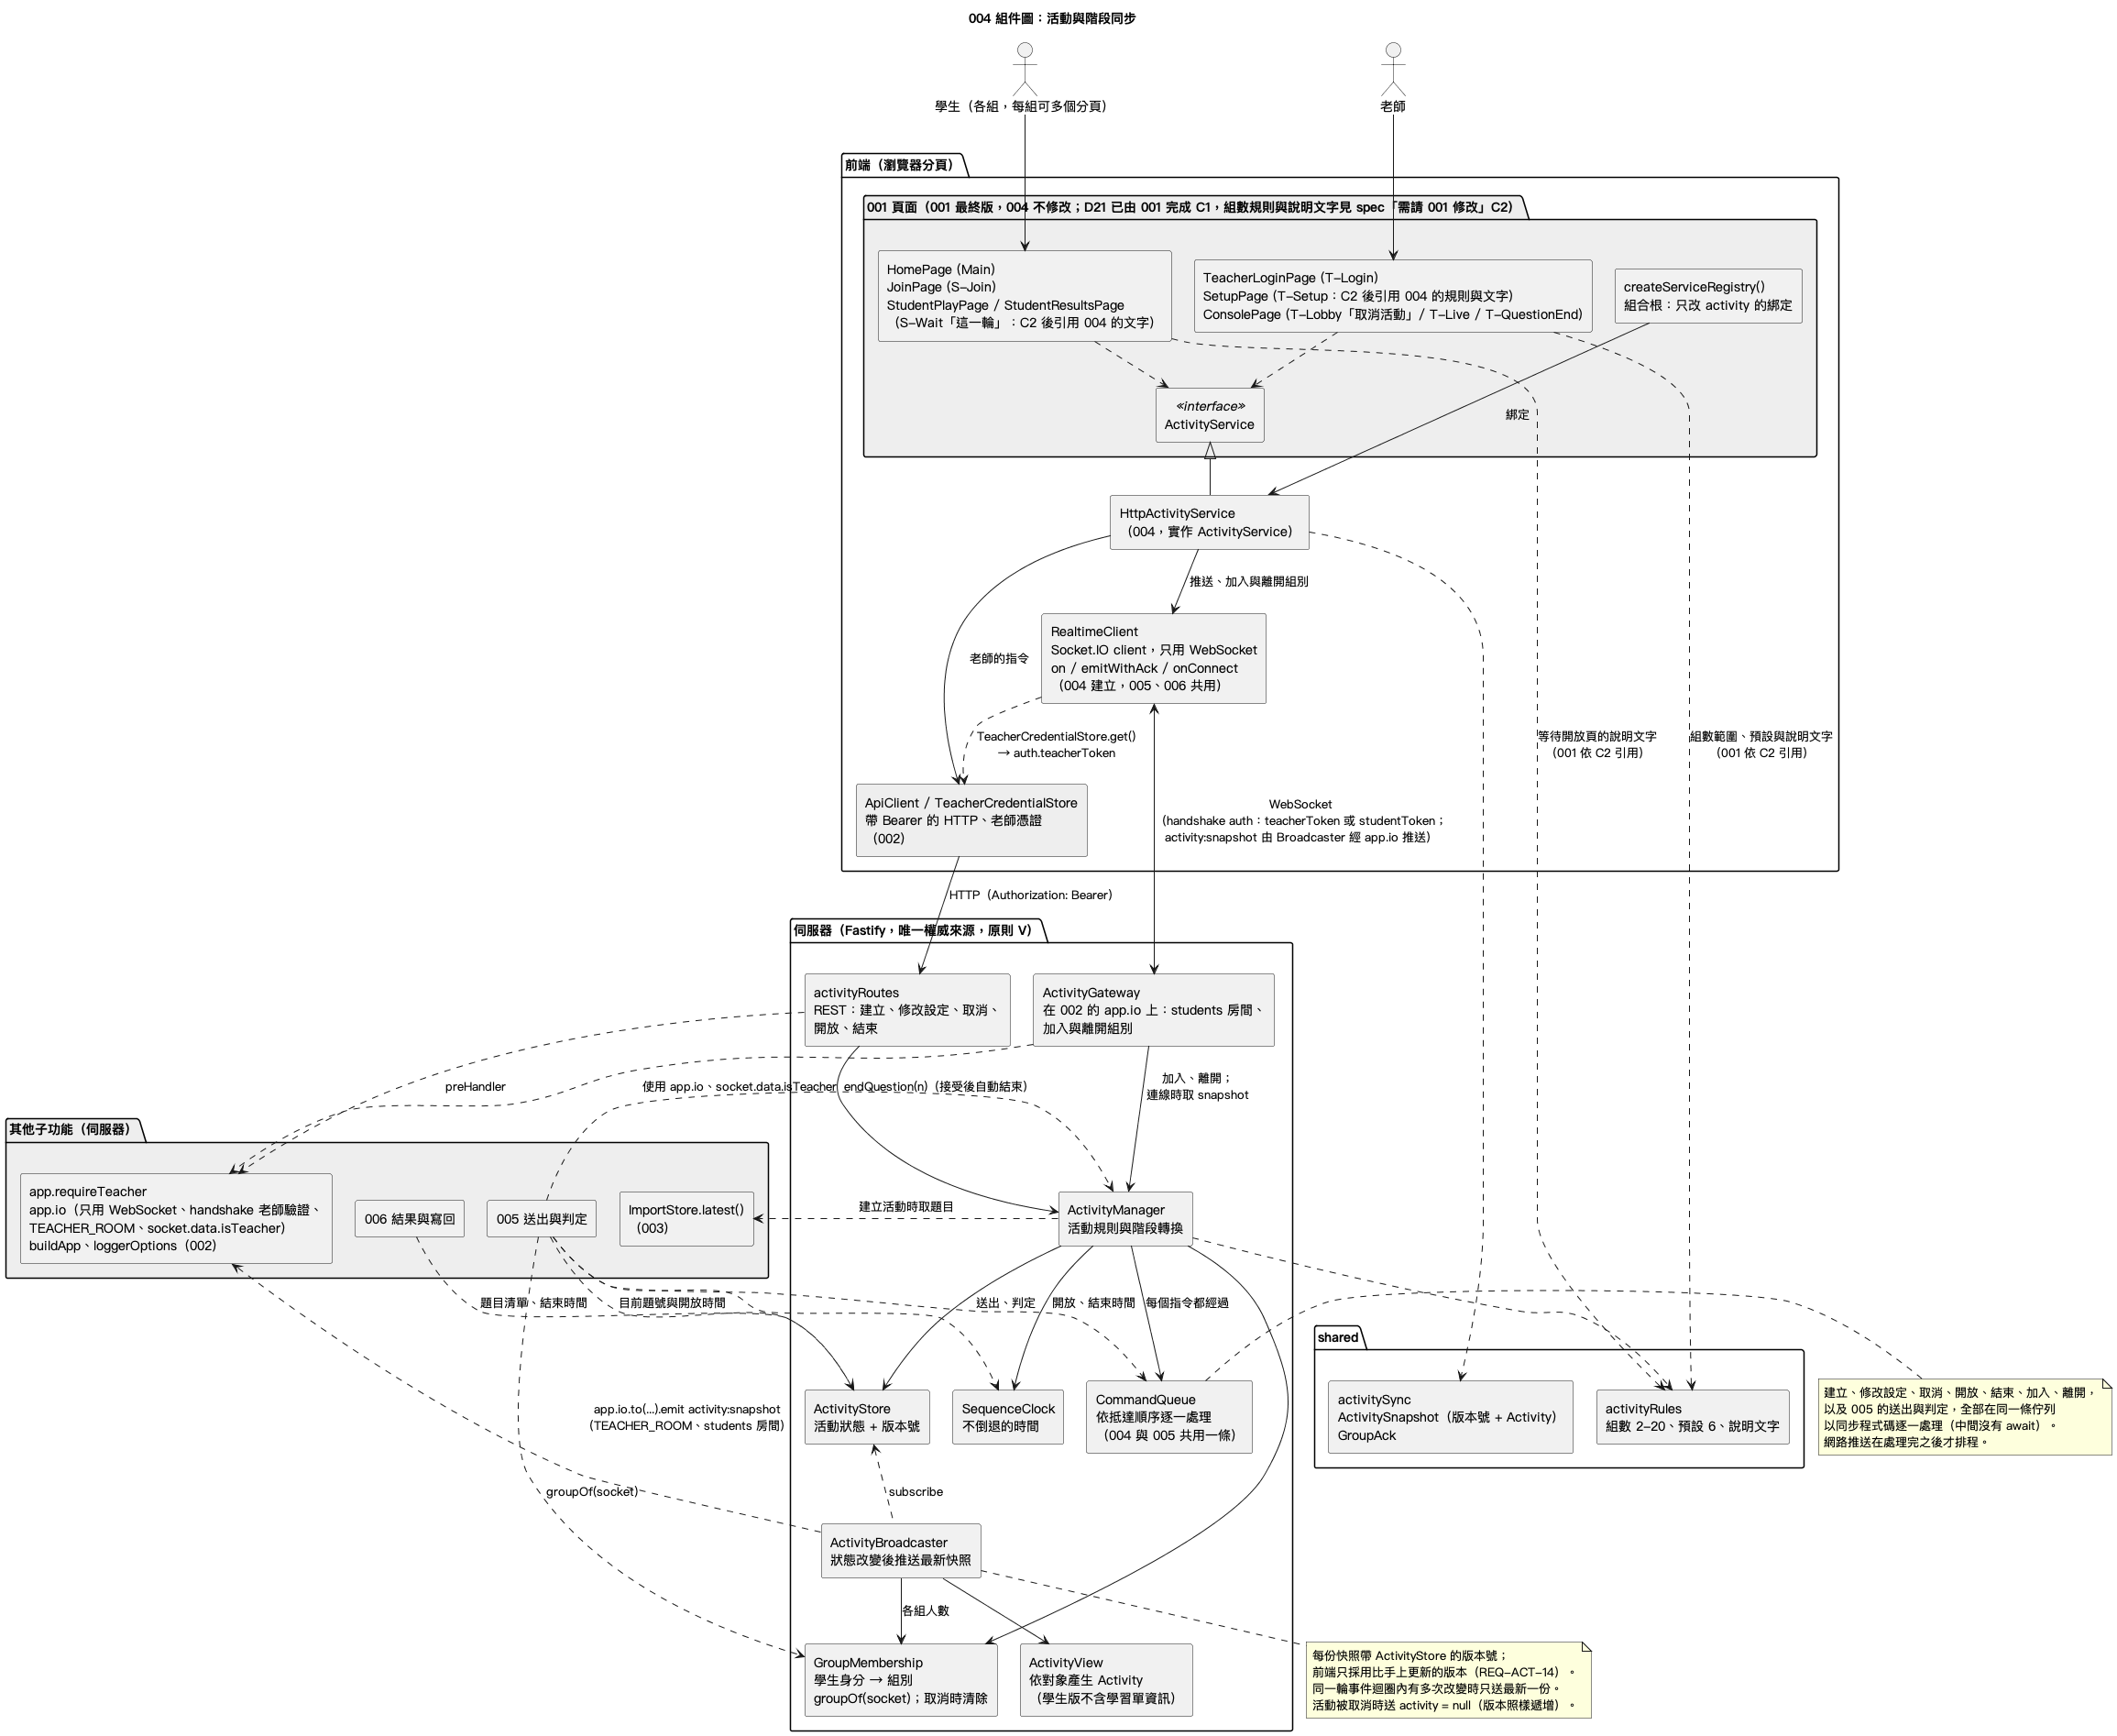 004 組件圖：活動與階段同步
學生（各組，每組可多個分頁）
老師
前端（瀏覽器分頁）
001 頁面（001 最終版，004 不修改；D21 已由 001 完成 C1，組數規則與說明文字見 spec「需請 001 修改」C2）
HomePage (Main)
JoinPage (S-Join)
StudentPlayPage / StudentResultsPage
（S-Wait「這一輪」：C2 後引用 004 的文字）
TeacherLoginPage (T-Login)
SetupPage (T-Setup：C2 後引用 004 的規則與文字)
ConsolePage (T-Lobby「取消活動」/ T-Live / T-QuestionEnd)
createServiceRegistry()
組合根：只改 activity 的綁定
«interface»
ActivityService
綁定
HttpActivityService
（004，實作 ActivityService）
推送、加入與離開組別
老師的指令
RealtimeClient
Socket.IO client，只用 WebSocket
on / emitWithAck / onConnect
（004 建立，005、006 共用）
TeacherCredentialStore.get()
→ auth.teacherToken
等待開放頁的說明文字
（001 依 C2 引用）
組數範圍、預設與說明文字
（001 依 C2 引用）
ApiClient / TeacherCredentialStore
帶 Bearer 的 HTTP、老師憑證
（002）
WebSocket
（handshake auth：teacherToken 或 studentToken；
activity:snapshot 由 Broadcaster 經 app.io 推送）
HTTP（Authorization: Bearer）
伺服器（Fastify，唯一權威來源，原則 V）
activityRoutes
REST：建立、修改設定、取消、
開放、結束
ActivityGateway
在 002 的 app.io 上：students 房間、
加入與離開組別
preHandler
使用 app.io、socket.data.isTeacher
endQuestion(n)（接受後自動結束）
加入、離開；
連線時取 snapshot
其他子功能（伺服器）
app.requireTeacher
app.io（只用 WebSocket、handshake 老師驗證、
TEACHER_ROOM、socket.data.isTeacher）
buildApp、loggerOptions（002）
006 結果與寫回
005 送出與判定
ImportStore.latest()
（003）
建立活動時取題目
ActivityManager
活動規則與階段轉換
題目清單、結束時間
目前題號與開放時間
送出、判定
開放、結束時間
每個指令都經過
shared
activitySync
ActivitySnapshot（版本號 + Activity）
GroupAck
activityRules
組數 2–20、預設 6、說明文字
建立、修改設定、取消、開放、結束、加入、離開，
以及 005 的送出與判定，全部在同一條佇列
以同步程式碼逐一處理（中間沒有 await）。
網路推送在處理完之後才排程。
ActivityStore
活動狀態 + 版本號
SequenceClock
不倒退的時間
CommandQueue
依抵達順序逐一處理
（004 與 005 共用一條）
app.io.to(...).emit activity:snapshot
（TEACHER_ROOM、students 房間）
groupOf(socket)
subscribe
ActivityBroadcaster
狀態改變後推送最新快照
各組人數
GroupMembership
學生身分 → 組別
groupOf(socket)；取消時清除
ActivityView
依對象產生 Activity
（學生版不含學習單資訊）
每份快照帶 ActivityStore 的版本號；
前端只採用比手上更新的版本（REQ-ACT-14）。
同一輪事件迴圈內有多次改變時只送最新一份。
活動被取消時送 activity = null（版本照樣遞增）。